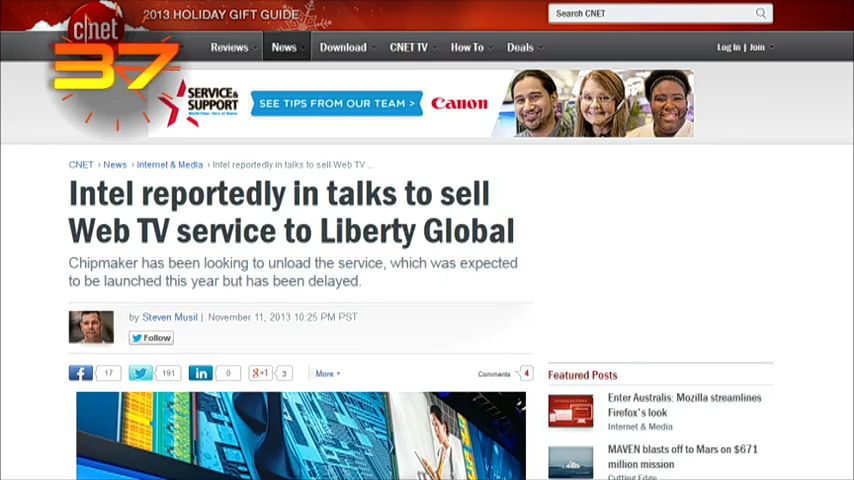 c|net
37
2013 HOLIDAY GIFT GUIDE
Search CNET
Reviews
News
Download
CNET TV
How To
Deals
Log In | Join
SERVICE & SUPPORT
SEE TIPS FROM OUR TEAM >
Canon
CNET › News › Internet & Media › Intel reportedly in talks to sell Web TV ...
Intel reportedly in talks to sell
Web TV service to Liberty Global
Chipmaker has been looking to unload the service, which was expected
to be launched this year but has been delayed.
by Steven Musil | November 11, 2013 10:25 PM PST
Follow
17
191
in
0
g+1
3
More +
Comments
4
Featured Posts
Enter Australis: Mozilla streamlines
Firefox's look
Internet & Media
MAVEN blasts off to Mars on $671
million mission
Cutting Edge